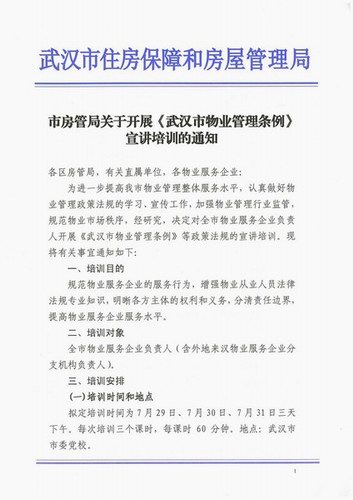 武汉市住房保障和房屋管理局
市房管局关于开展《武汉市物业管理条例》
宣讲培训的通知
各区房管局，有关直属单位，各物业服务企业：
为进一步提高我市物业管理整体服务水平，认真做好物
业管理政策法规的学习、宣传工作，加强物业管理行业监管，
规范物业市场秩序，经研究，决定对全市物业服务企业负责
人开展《武汉市物业管理条例》等政策法规的宣讲培训。现
将有关事宜通知如下：
一、培训目的
规范物业服务企业的服务行为，增强物业从业人员法律
法规专业知识，明晰各方主体的权利和义务，分清责任边界，
提高物业服务企业服务水平。
二、培训对象
全市物业服务企业负责人（含外地来汉物业服务企业分
支机构负责人）。
三、培训安排
(一)培训时间和地点
拟定培训时间为7月29日、7月30日、7月31日三天
下午。每次培训三个课时，每课时 60 分钟。地点：武汉市
市委党校。
1